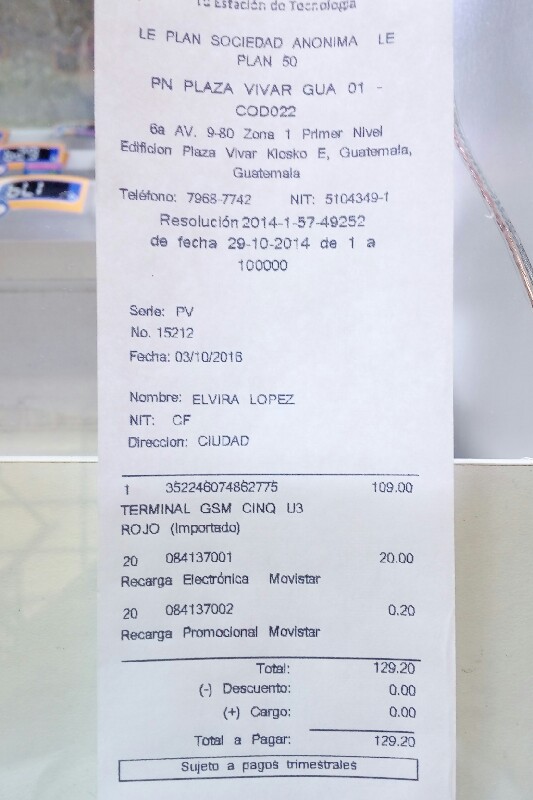 Tu Estación de Tecnología
LE PLAN SOCIEDAD ANONIMA LE
PLAN 50
PN PLAZA VIVAR GUA 01 -
COD022
6a AV. 9-80 Zona 1 Primer Nivel
Edificion Plaza Vivar Kiosko E, Guatemala,
Guatemala
Teléfono: 7968-7742 NIT: 5104349-1
Resolución 2014-1-57-49252
de fecha 29-10-2014 de 1 a
100000
Serie: PV
No. 15212
Fecha: 03/10/2016
Nombre: ELVIRA LOPEZ
NIT: CF
Direccion: CIUDAD
1 352246074862775 109.00
TERMINAL GSM CINQ U3
ROJO (Importado)
20 084137001 20.00
Recarga Electrónica Movistar
20 084137002 0.20
Recarga Promocional Movistar
Total: 129.20
(-) Descuento: 0.00
(+) Cargo: 0.00
Total a Pagar: 129.20
Sujeto a pagos trimestrales